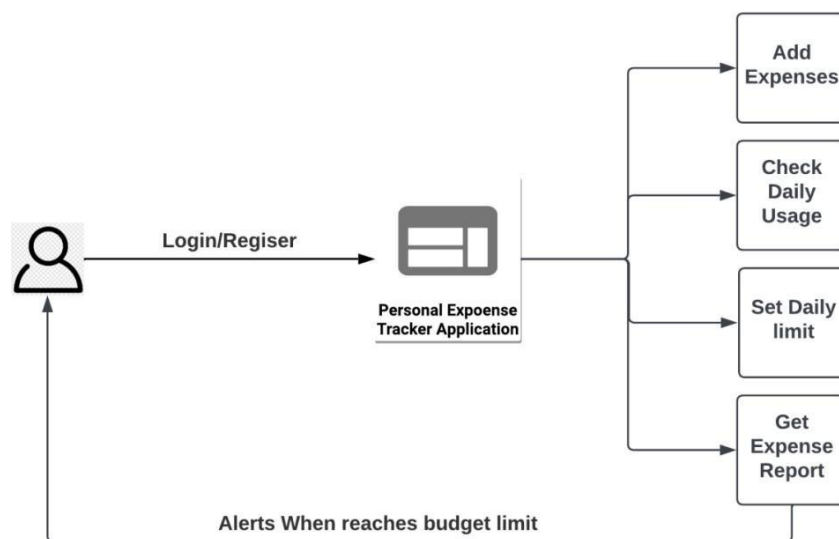 Login/Regiser
Personal Expoense
Tracker Application
Add
Expenses
Check
Daily
Usage
Set Daily
limit
Get
Expense
Report
Alerts When reaches budget limit